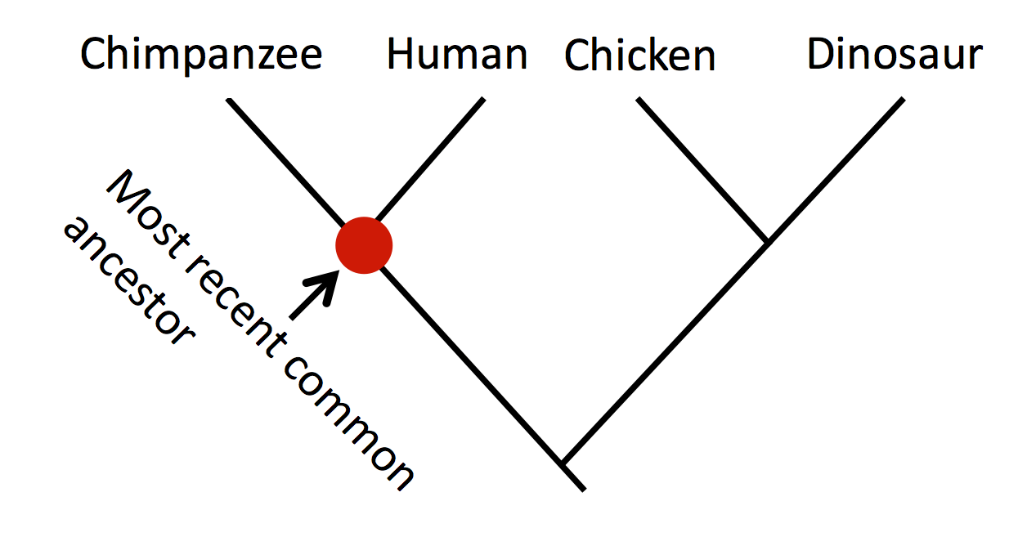 Chimpanzee
Human
Chicken
Dinosaur
Most recent common
ancestor